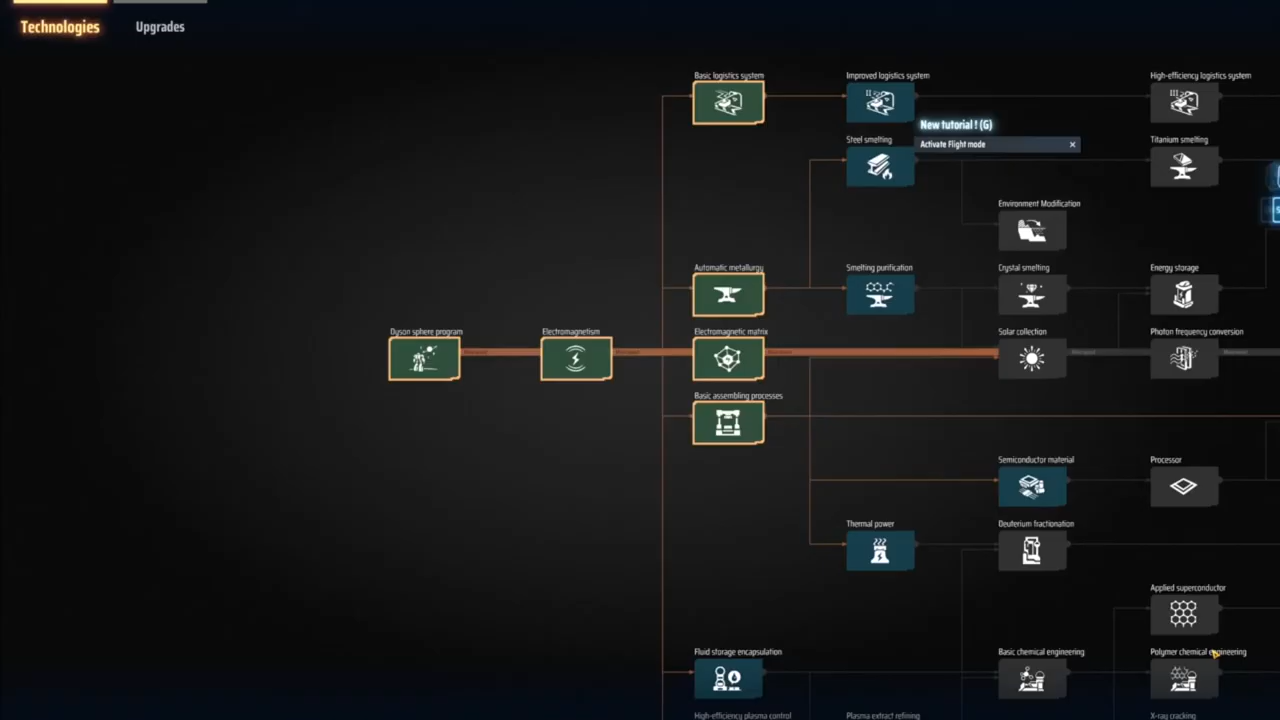 Technologies
Upgrades
Basic logistics system
Improved logistics system
High-efficiency logistics system
New tutorial ! (G)
Steel smelting
Activate Flight mode
Titanium smelting
Environment Modification
Automatic metallurgy
Smelting purification
Crystal smelting
Energy storage
Dyson sphere program
Electromagnetism
Electromagnetic matrix
Solar collection
Photon frequency conversion
Basic assembling processes
Semiconductor material
Processor
Thermal power
Deuterium fractionation
Applied superconductor
Fluid storage encapsulation
Basic chemical engineering
Polymer chemical engineering
High-efficiency plasma control
Plasma extract refining
X-ray cracking